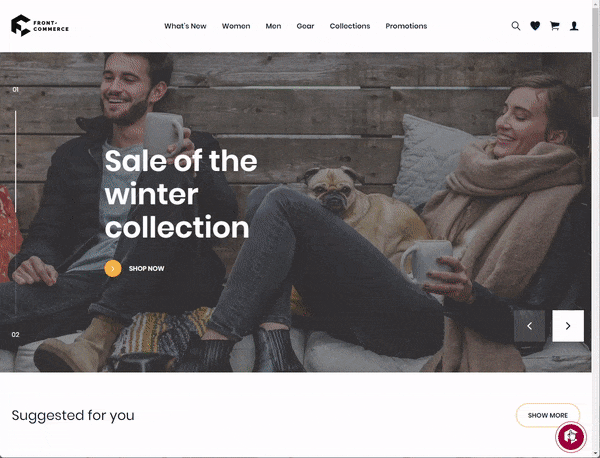 FRONT-
COMMERCE
What's New Women Men Gear Collections Promotions
01
Sale of the
winter
collection
SHOP NOW
02
Suggested for you
SHOW MORE